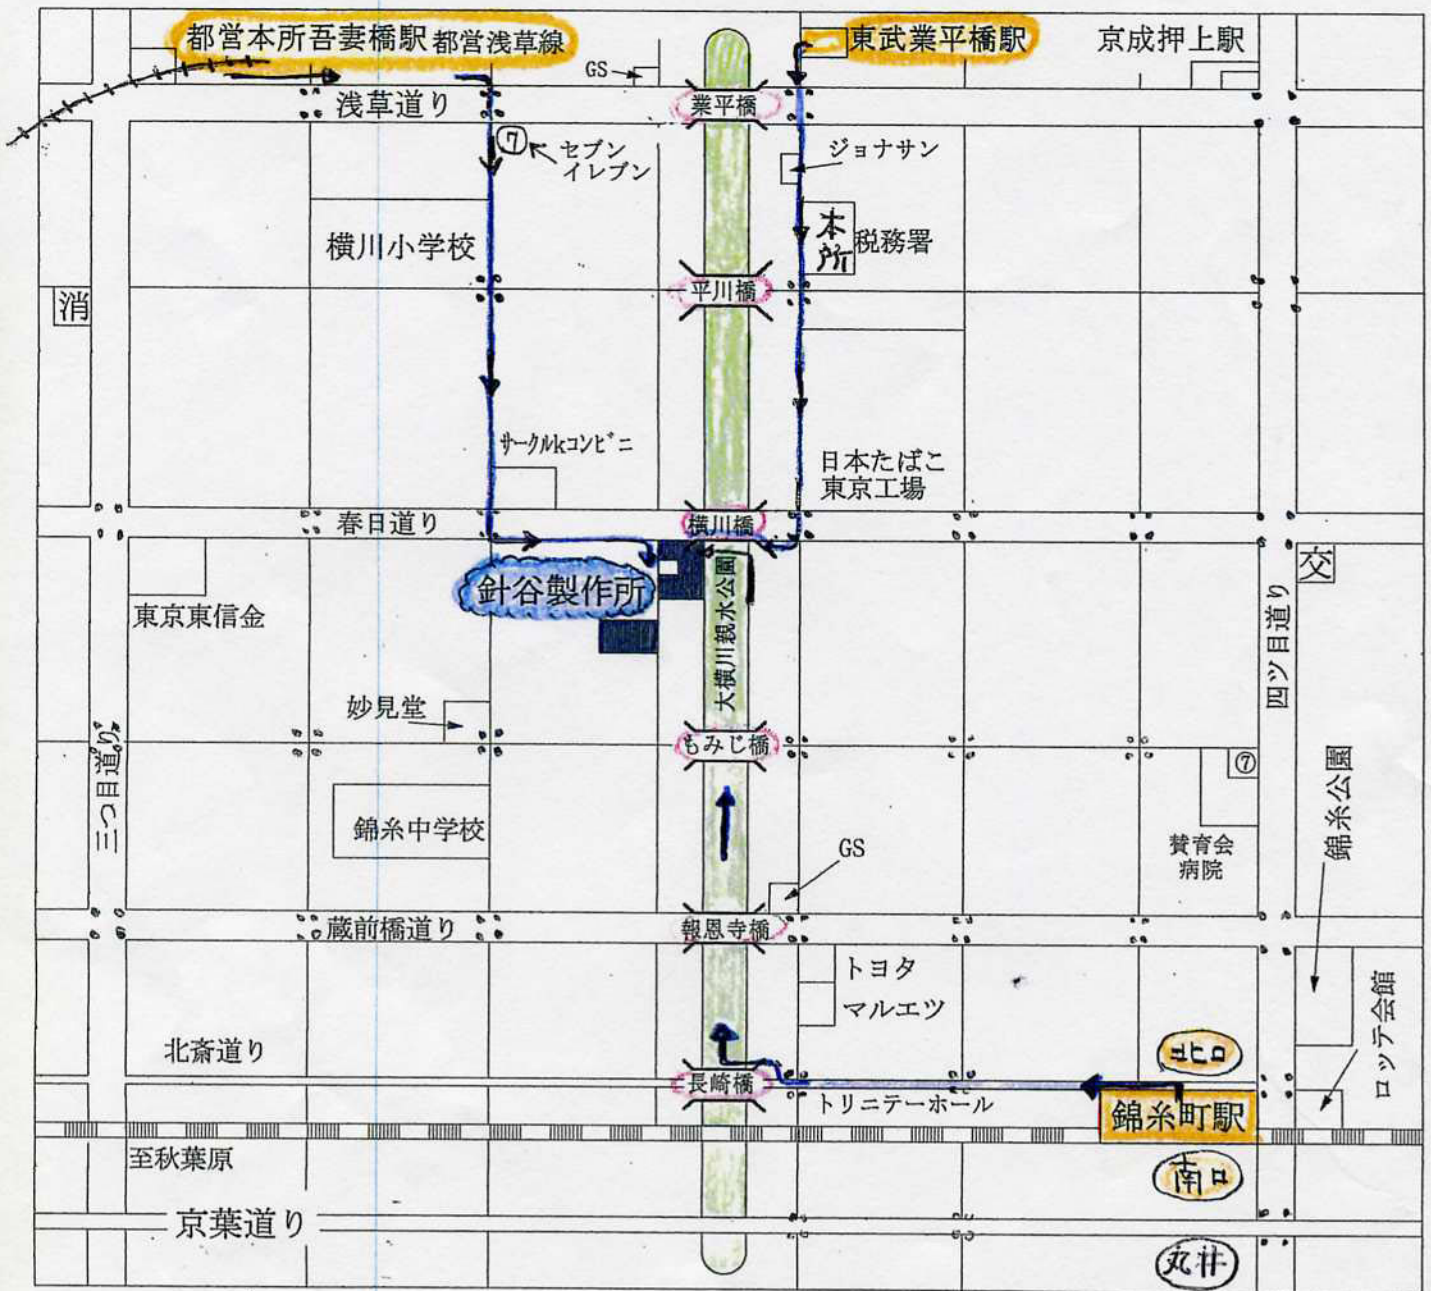 都営本所吾妻橋駅 都営浅草線
東武業平橋駅
京成押上駅
GS
浅草道り
業平橋
⑦
セブン
イレブン
ジョナサン
本所
税務署
横川小学校
平川橋
消
サークルkコンビニ
日本たばこ
東京工場
春日道り
横川橋
針谷製作所
大横川親水公園
交
四ツ目道り
東京東信金
妙見堂
もみじ橋
三つ目道り
⑦
錦糸公園
錦糸中学校
GS
賛育会
病院
蔵前橋道り
報恩寺橋
トヨタ
マルエツ
ロッテ会館
北斎道り
北口
長崎橋
トリニテーホール
錦糸町駅
至秋葉原
南口
京葉道り
丸井